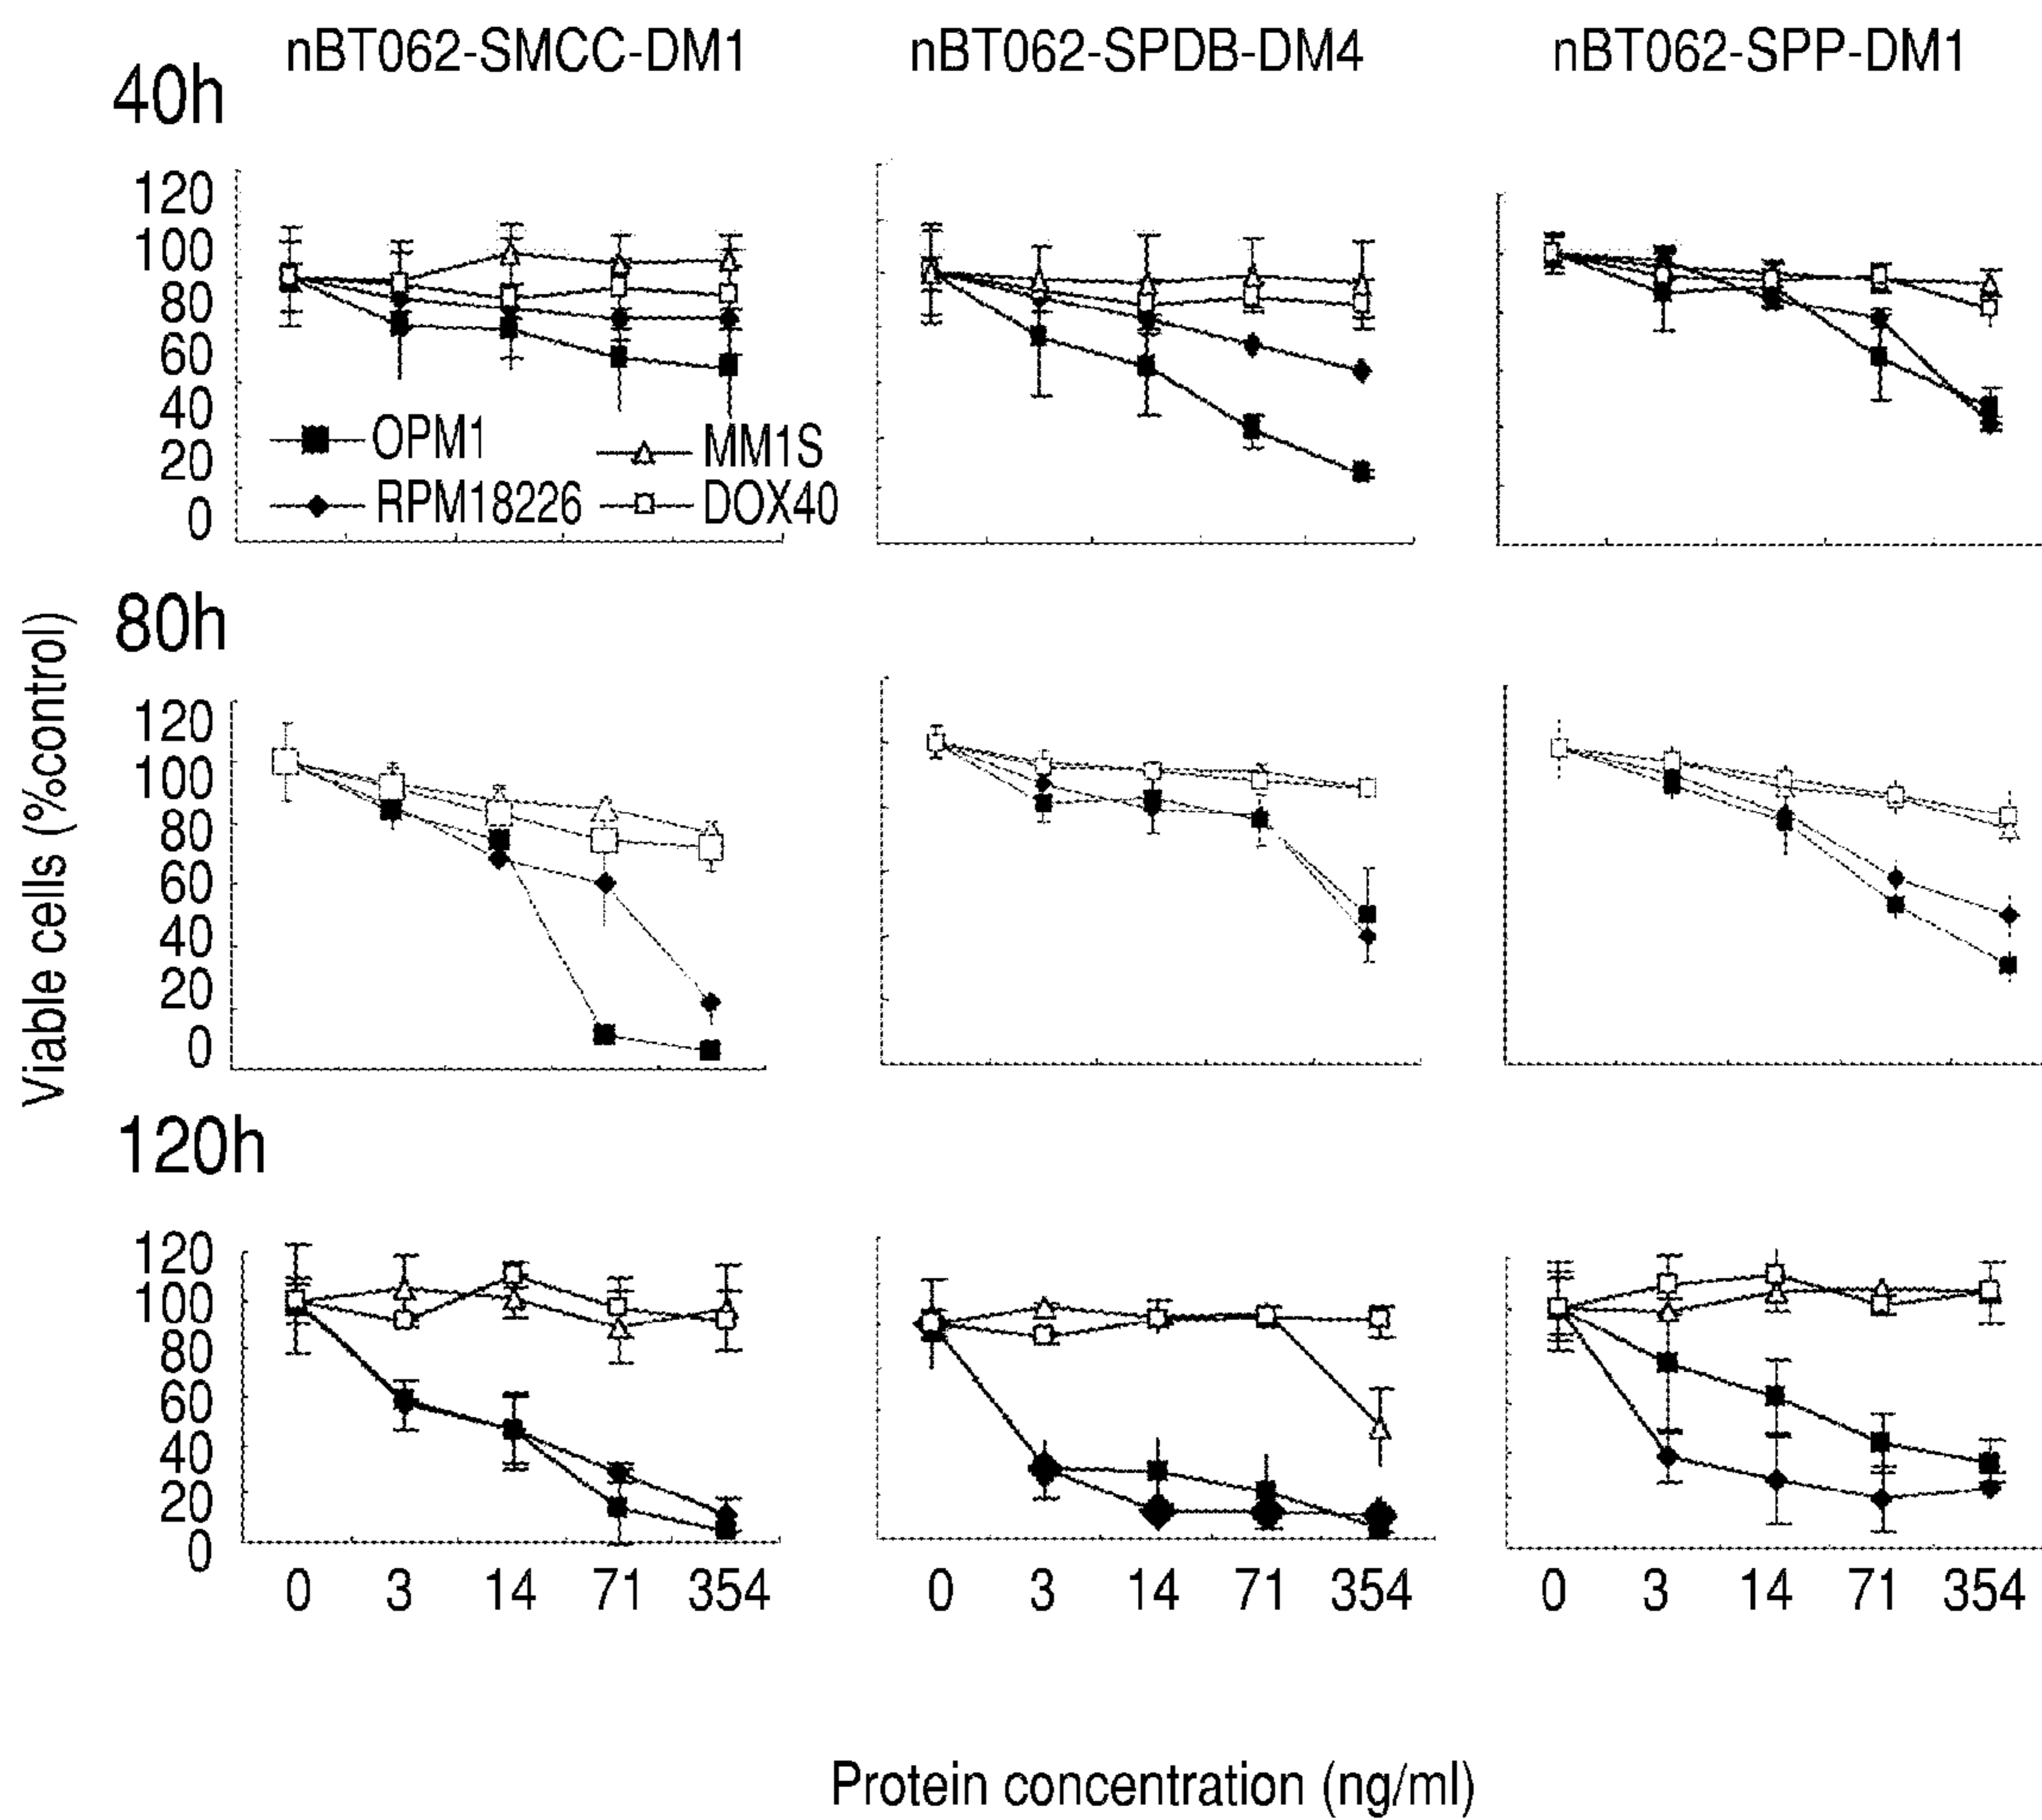 nBT062-SMCC-DM1 nBT062-SPDB-DM4 nBT062-SPP-DM1
40h
120
100
80
60
40
20
0
OPM1 MM1S
RPM18226 DOX40
80h
120
100
80
60
40
20
0
Viable cells (%control)
120h
120
100
80
60
40
20
0
0 3 14 71 354 0 3 14 71 354 0 3 14 71 354
Protein concentration (ng/ml)